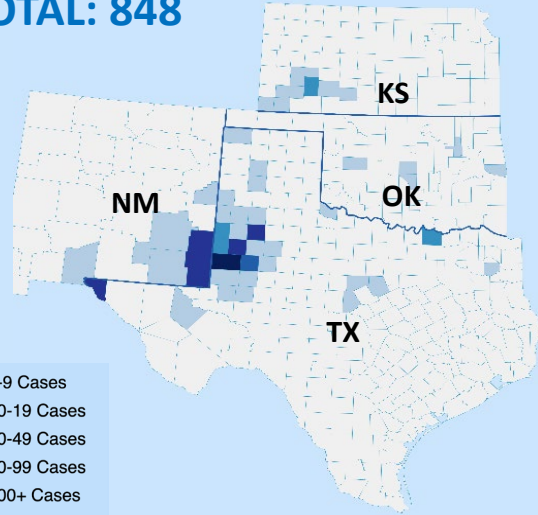 OTAL: 848
KS
NM
OK
TX
-9 Cases
0-19 Cases
0-49 Cases
0-99 Cases
00+ Cases